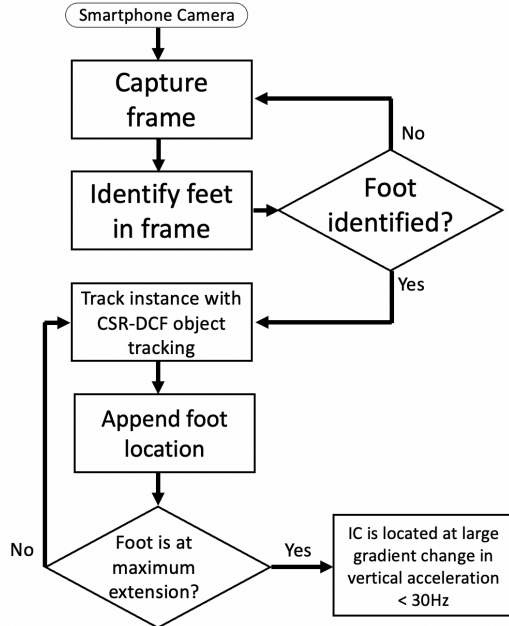 Smartphone Camera
Capture
frame
No
Identify feet
in frame
Foot
identified?
Yes
Track instance with
CSR-DCF object
tracking
Append foot
location
No
Foot is at
maximum
extension?
Yes
IC is located at large
gradient change in
vertical acceleration
< 30Hz